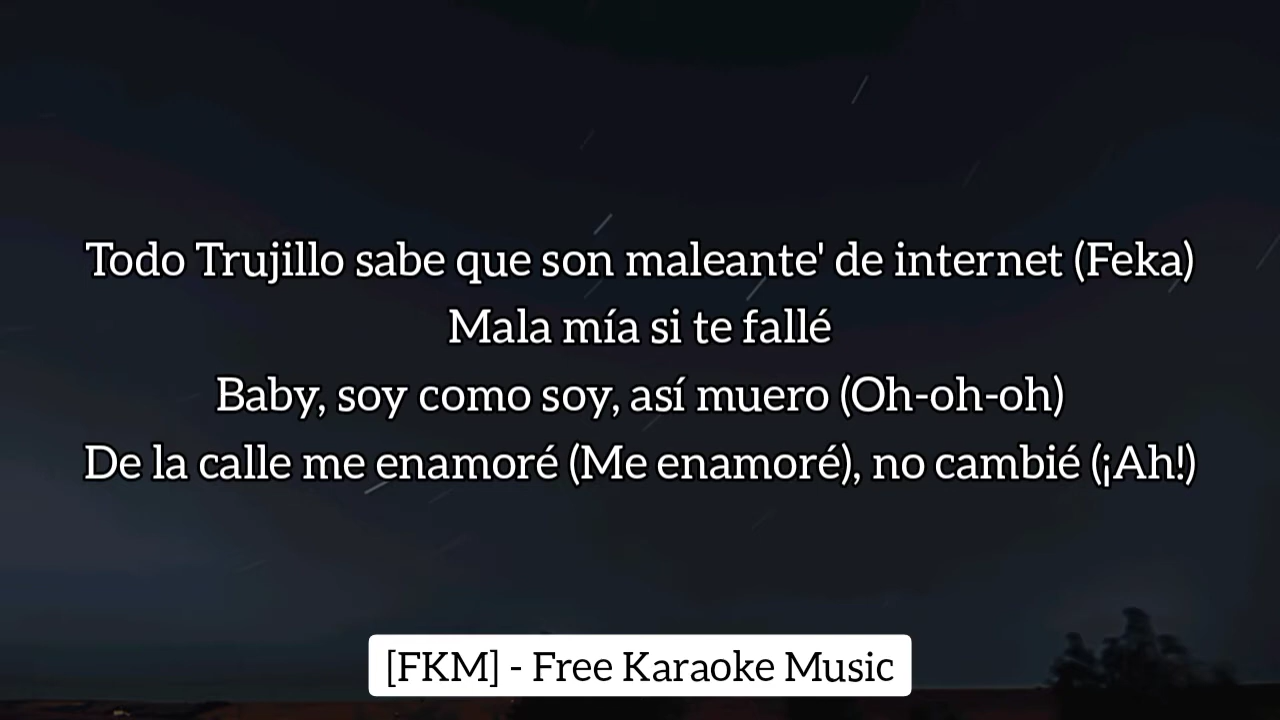 Todo Trujillo sabe que son maleante' de internet (Feka)
Mala mía si te fallé
Baby, soy como soy, así muero (Oh-oh-oh)
De la calle me enamoré (Me enamoré), no cambié (¡Ah!)
[FKM] - Free Karaoke Music